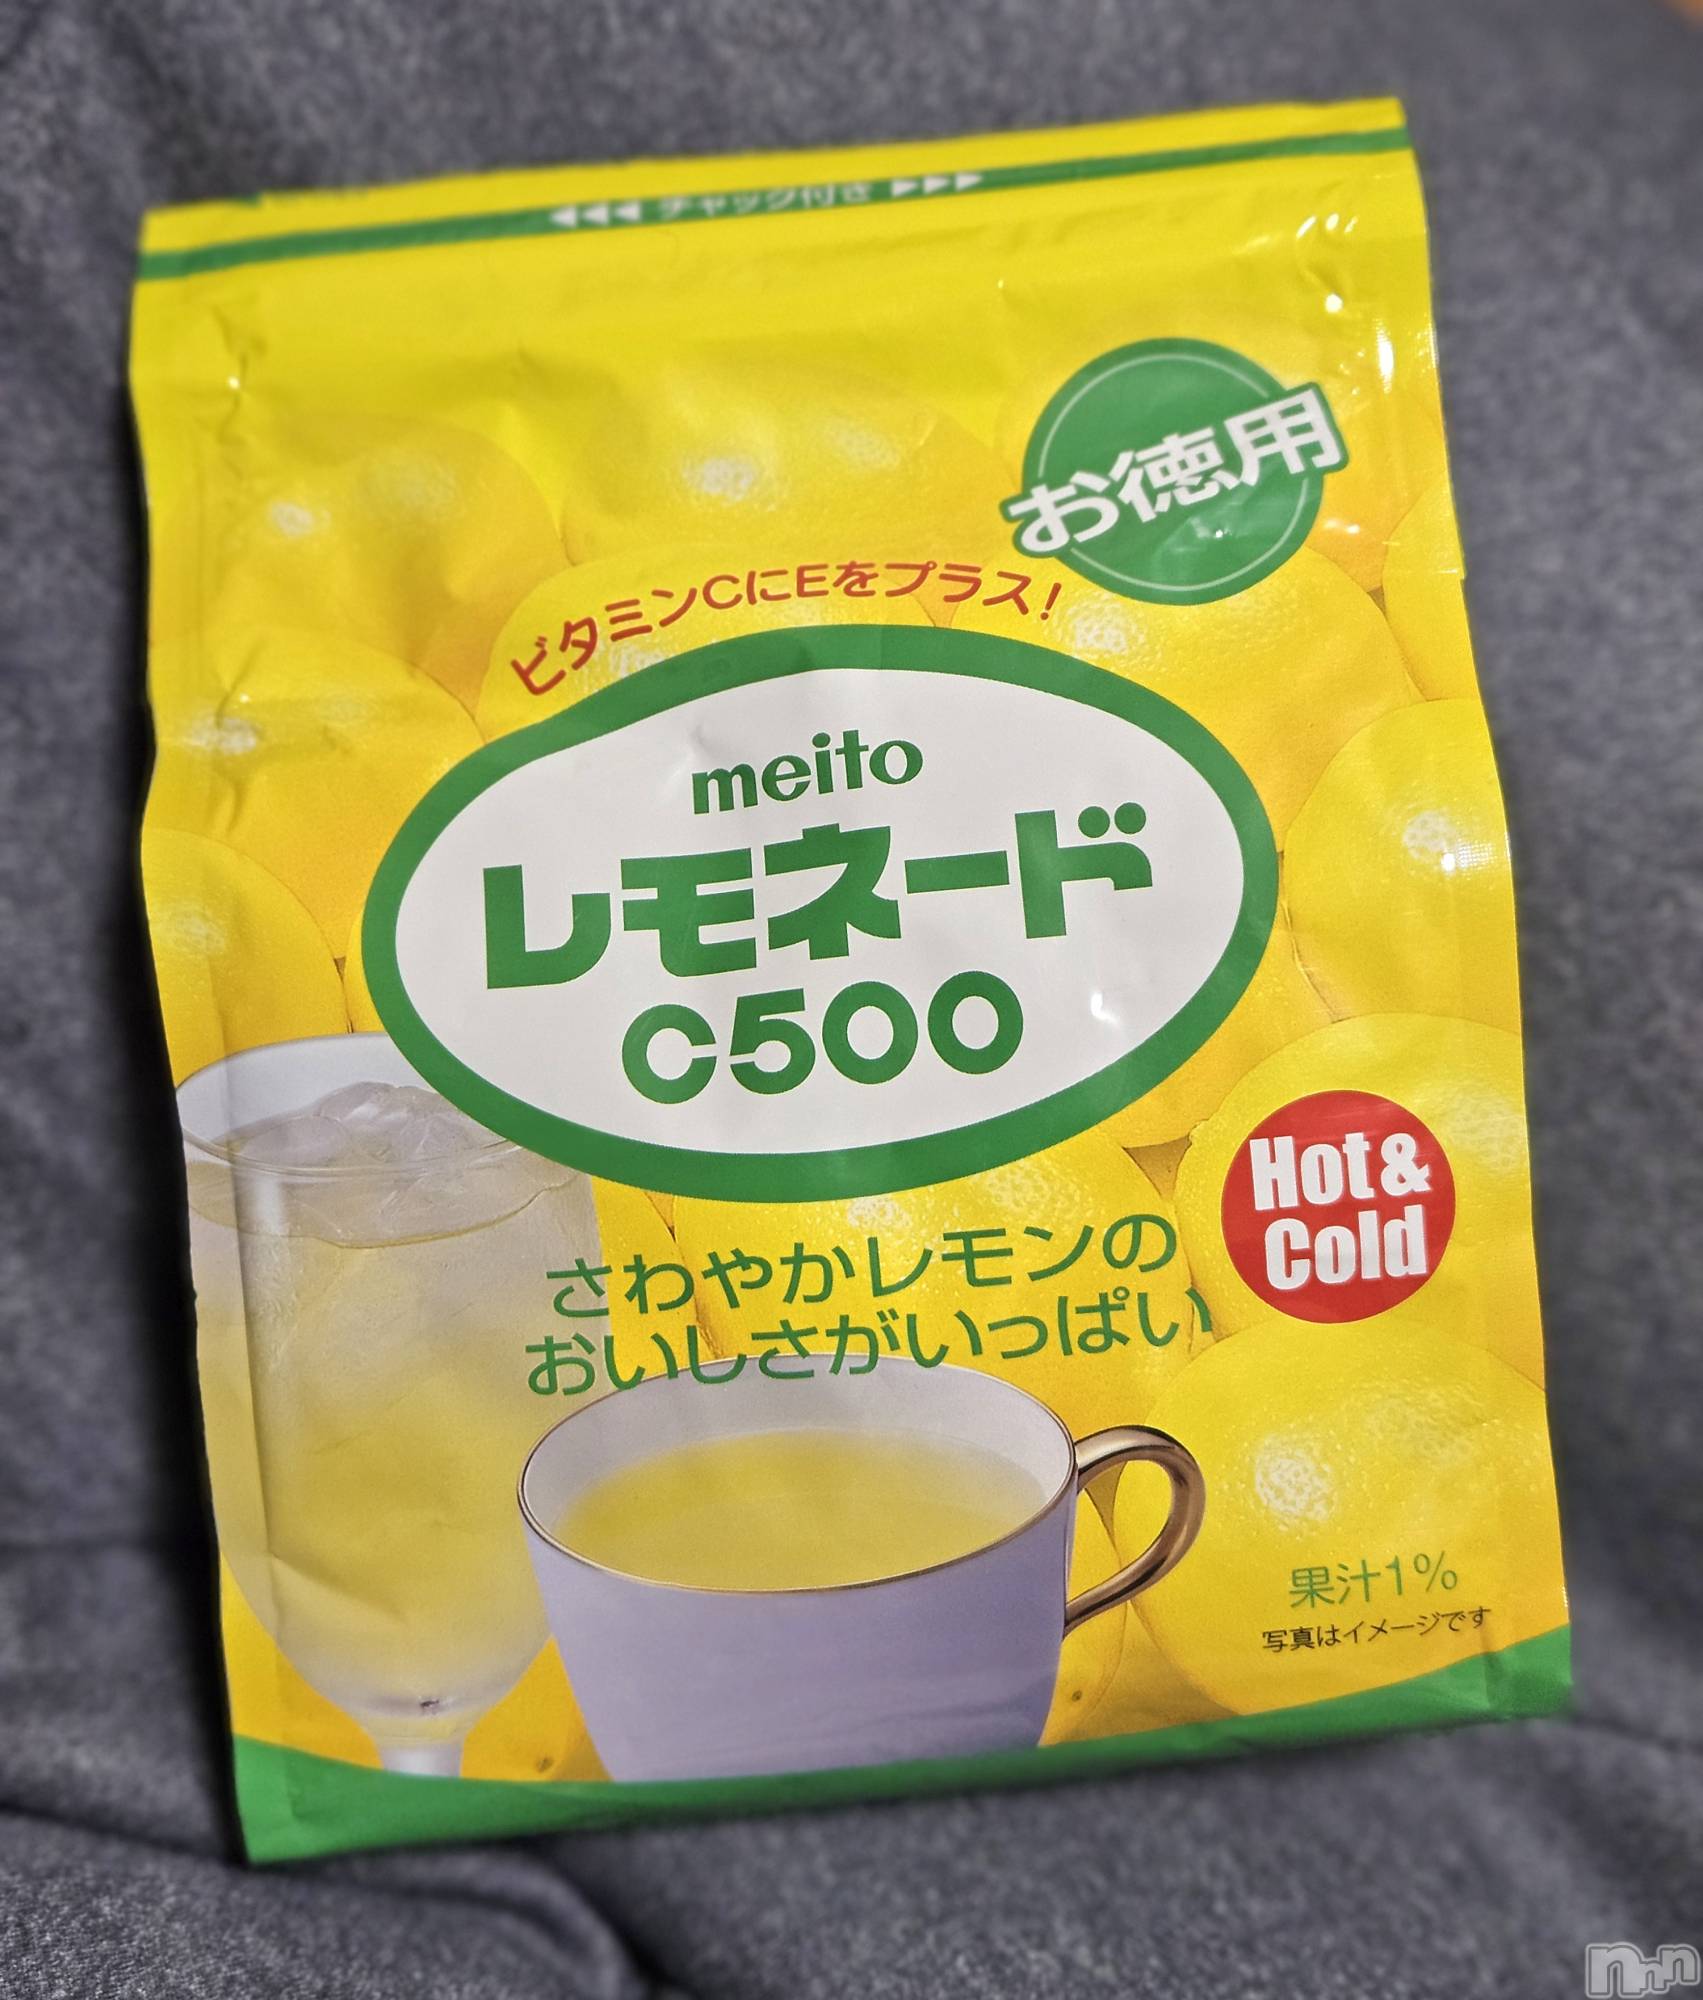 ◀◀◀ チャック付き ▶▶▶
お徳用
ビタミンCにEをプラス!
meito
レモネード
C500
Hot &
Cold
さわやかレモンの
おいしさがいっぱい
果汁1%
写真はイメージです